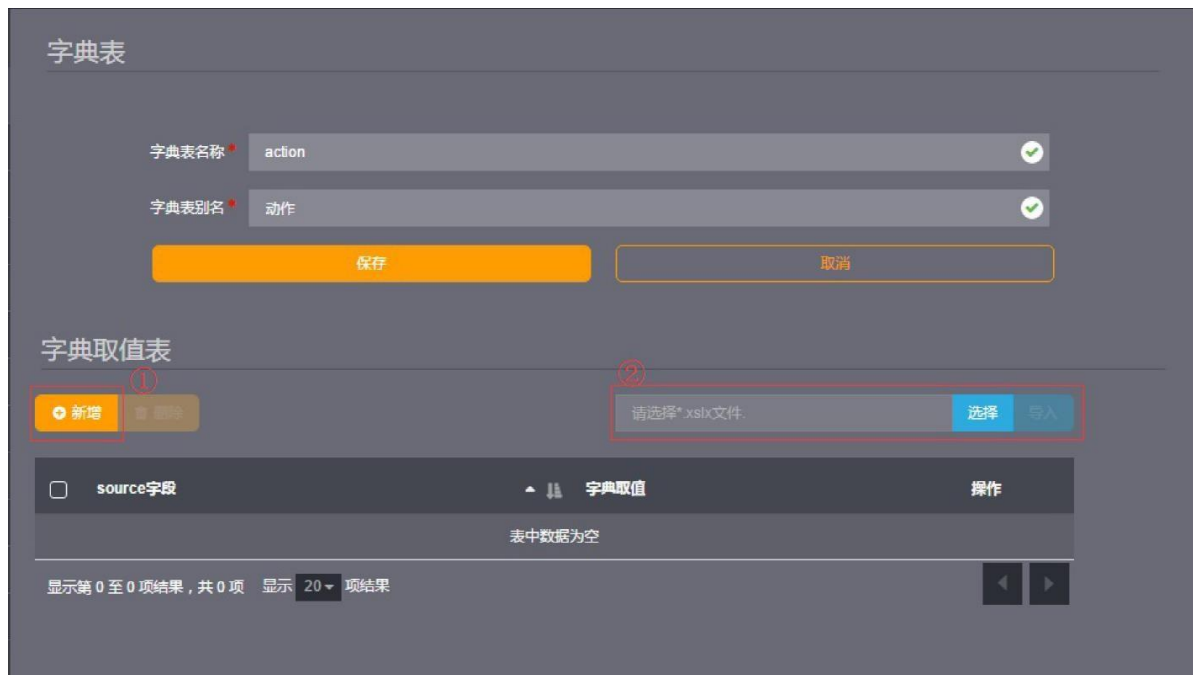 字典表
字典表名称* action
字典表别名* 动作
保存 取消
字典取值表
① ②
新增 删除 请选择*.xslx文件. 选择 导入
source字段 字典取值 操作
表中数据为空
显示第 0 至 0 项结果，共 0 项 显示 20 项结果